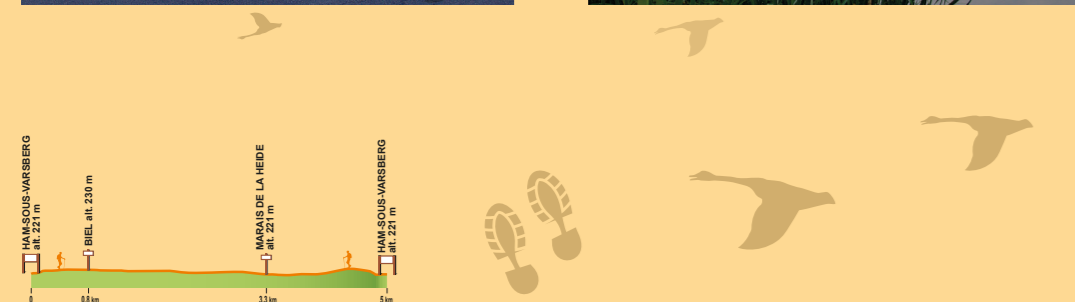 HAM-SOUS-VARSBERG
alt. 221 m
BIEL alt. 230 m
MARAIS DE LA HEIDE
alt. 221 m
HAM-SOUS-VARSBERG
alt. 221 m
0
0.8 km
3.3 km
5 km